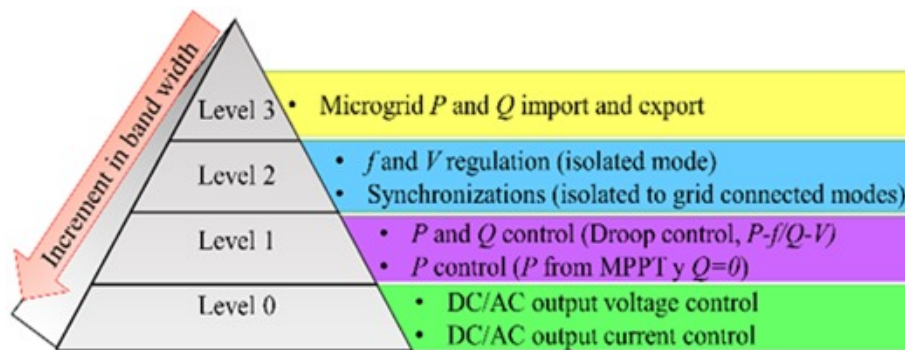 Increment in band width
Level 3
• Microgrid P and Q import and export
Level 2
• f and V regulation (isolated mode)
• Synchronizations (isolated to grid connected modes)
Level 1
• P and Q control (Droop control, P-f/Q-V)
• P control (P from MPPT y Q=0)
Level 0
• DC/AC output voltage control
• DC/AC output current control